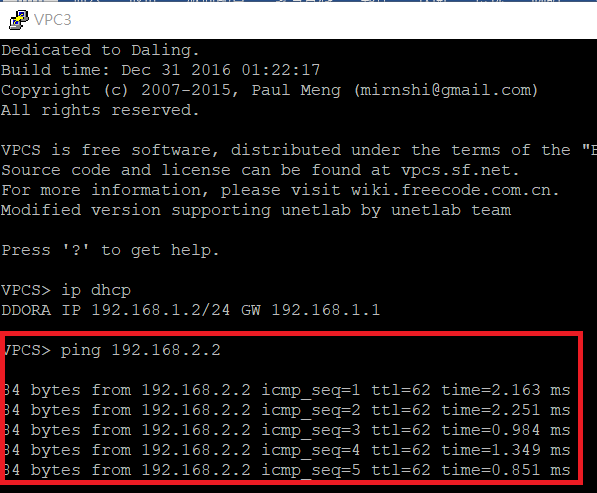 VPC3
Dedicated to Daling.
Build time: Dec 31 2016 01:22:17
Copyright (c) 2007-2015, Paul Meng (mirnshi@gmail.com)
All rights reserved.
VPCS is free software, distributed under the terms of the "B
Source code and license can be found at vpcs.sf.net.
For more information, please visit wiki.freecode.com.cn.
Modified version supporting unetlab by unetlab team
Press '?' to get help.
VPCS> ip dhcp
DDORA IP 192.168.1.2/24 GW 192.168.1.1
VPCS> ping 192.168.2.2
84 bytes from 192.168.2.2 icmp_seq=1 ttl=62 time=2.163 ms
84 bytes from 192.168.2.2 icmp_seq=2 ttl=62 time=2.251 ms
84 bytes from 192.168.2.2 icmp_seq=3 ttl=62 time=0.984 ms
84 bytes from 192.168.2.2 icmp_seq=4 ttl=62 time=1.349 ms
84 bytes from 192.168.2.2 icmp_seq=5 ttl=62 time=0.851 ms